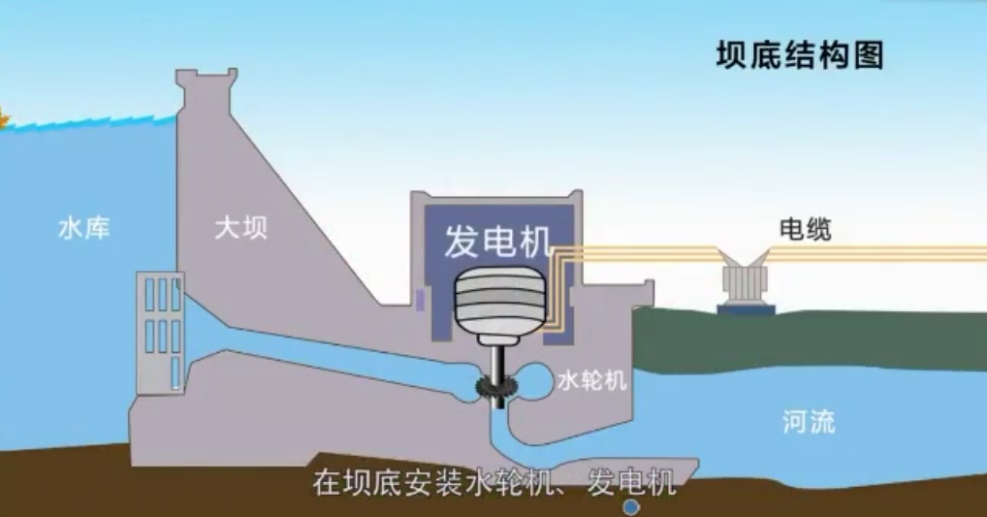 坝底结构图
水库
大坝
发电机
电缆
水轮机
河流
在坝底安装水轮机、发电机